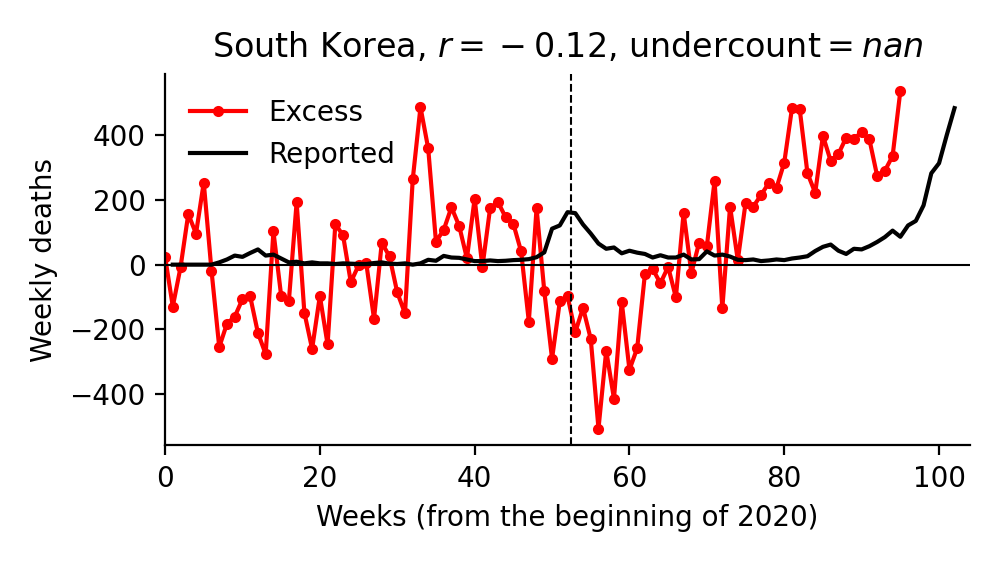 South Korea, r = −0.12, undercount = nan
Excess
Reported
Weekly deaths
400
200
0
−200
−400
0 20 40 60 80 100
Weeks (from the beginning of 2020)